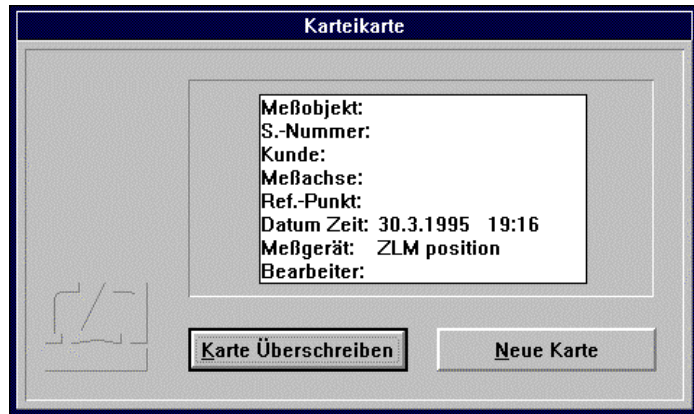 Karteikarte
Meßobjekt:
S.-Nummer:
Kunde:
Meßachse:
Ref.-Punkt:
Datum Zeit: 30.3.1995 19:16
Meßgerät: ZLM position
Bearbeiter:
Karte Überschreiben
Neue Karte